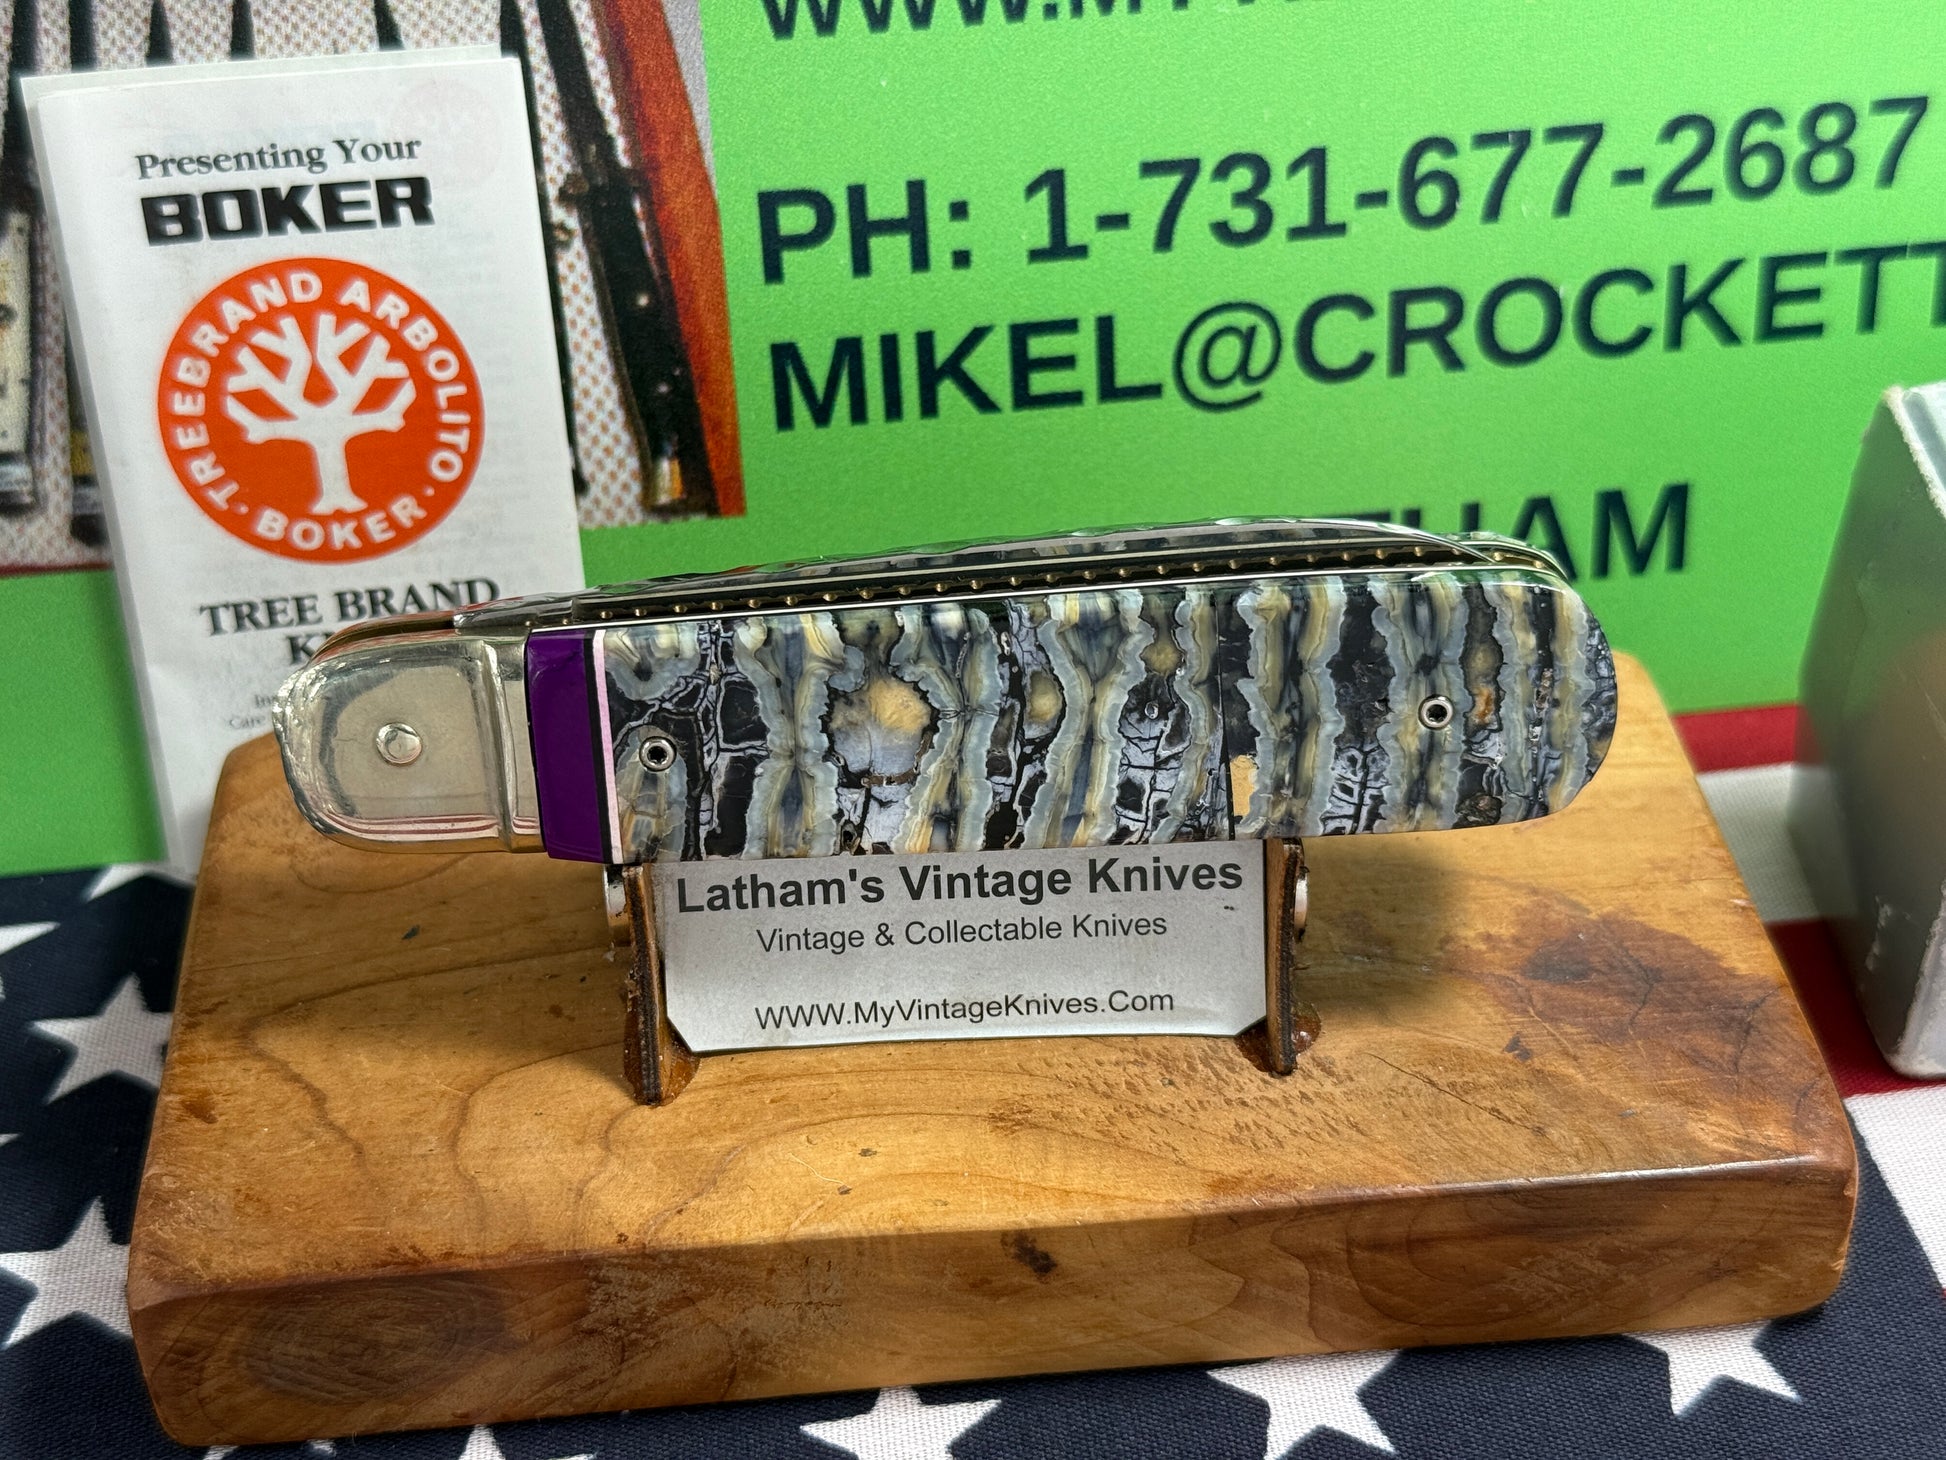 PH: 1-731-677-2687
MIKEL@CROCKETT
Presenting Your
BOKER
TREEBRAND ARBOLITO · BOKER ·
TREE BRAND
Latham's Vintage Knives
Vintage & Collectable Knives
WWW.MyVintageKnives.Com